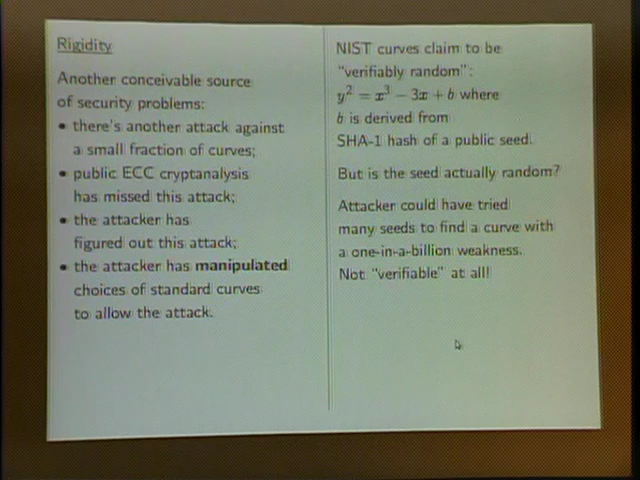 Rigidity
Another conceivable source
of security problems:
• there's another attack against
a small fraction of curves;
• public ECC cryptanalysis
has missed this attack;
• the attacker has
figured out this attack;
• the attacker has manipulated
choices of standard curves
to allow the attack.
NIST curves claim to be
“verifiably random”:
y² = x³ − 3x + b where
b is derived from
SHA-1 hash of a public seed.
But is the seed actually random?
Attacker could have tried
many seeds to find a curve with
a one-in-a-billion weakness.
Not “verifiable” at all!